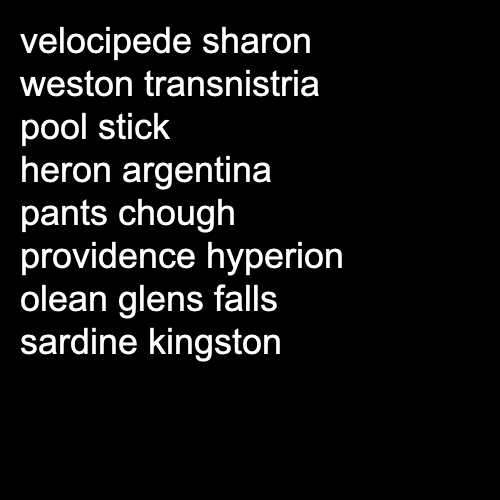 velocipede sharon
weston transnistria
pool stick
heron argentina
pants chough
providence hyperion
olean glens falls
sardine kingston